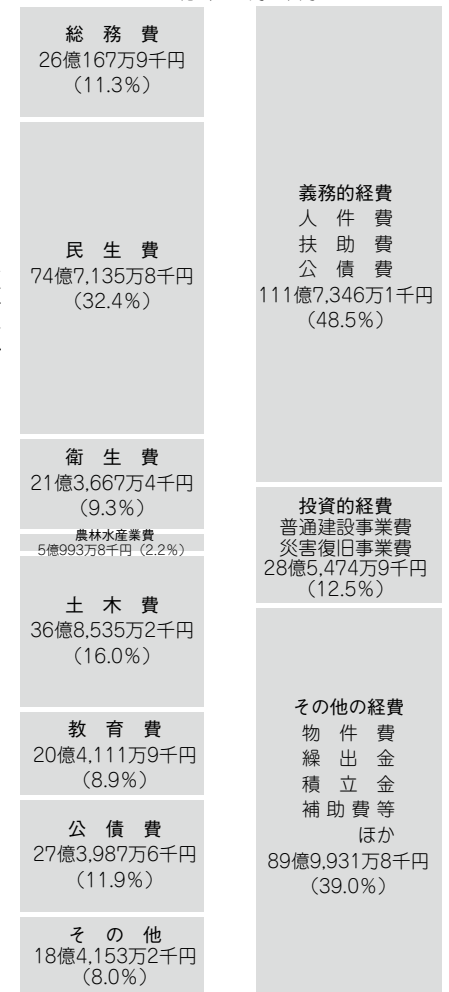 総務費
26億167万9千円
（11.3％）
民生費
74億7,135万8千円
（32.4％）
衛生費
21億3,667万4千円
（9.3％）
農林水産業費
5億993万8千円（2.2％）
土木費
36億8,535万2千円
（16.0％）
教育費
20億4,111万9千円
（8.9％）
公債費
27億3,987万6千円
（11.9％）
その他
18億4,153万2千円
（8.0％）
義務的経費
人件費
扶助費
公債費
111億7,346万1千円
（48.5％）
投資的経費
普通建設事業費
災害復旧事業費
28億5,474万9千円
（12.5％）
その他の経費
物件費
繰出金
積立金
補助費等
ほか
89億9,931万8千円
（39.0％）